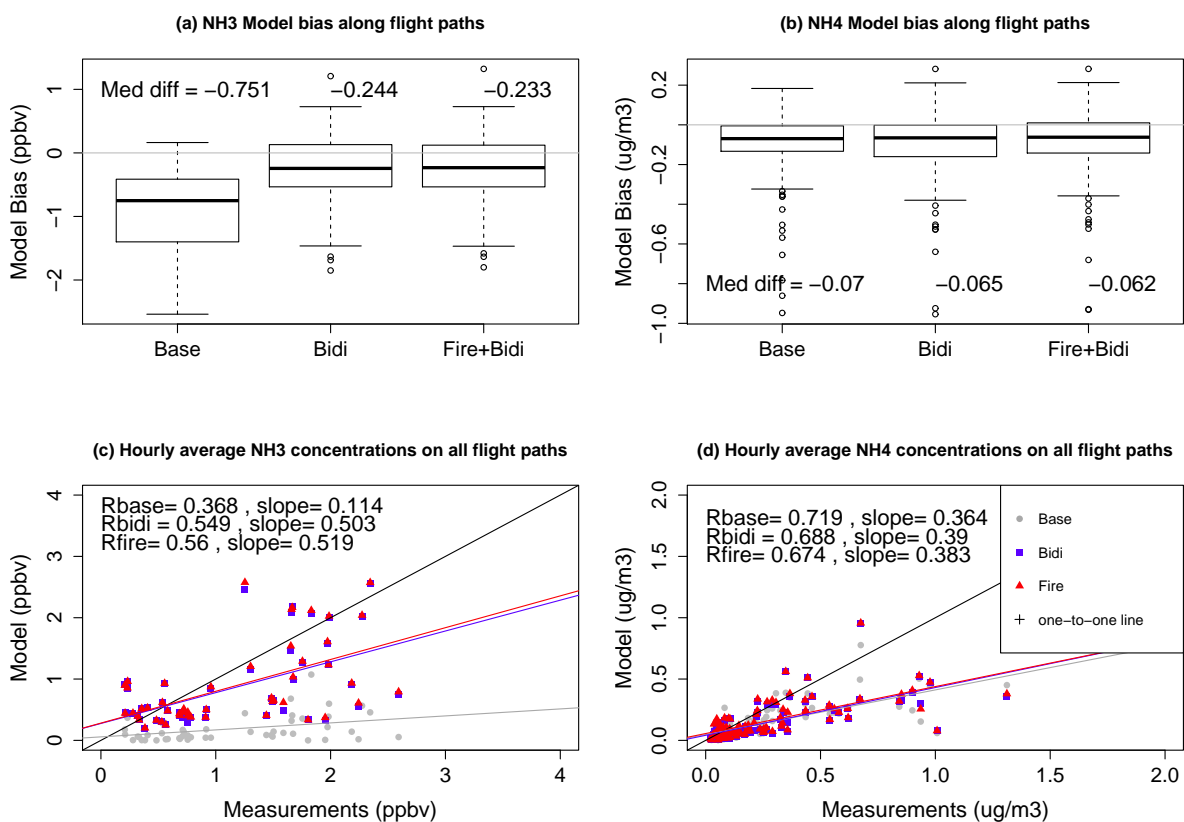 (a) NH3 Model bias along flight paths
Model Bias (ppbv)
1
0
−1
−2
Med diff = −0.751
−0.244
−0.233
Base
Bidi
Fire+Bidi
(b) NH4 Model bias along flight paths
Model Bias (ug/m3)
0.2
−0.2
−0.6
−1.0
Med diff = −0.07
−0.065
−0.062
Base
Bidi
Fire+Bidi
(c) Hourly average NH3 concentrations on all flight paths
Model (ppbv)
4
3
2
1
0
Rbase= 0.368 , slope= 0.114
Rbidi = 0.549 , slope= 0.503
Rfire= 0.56 , slope= 0.519
0
1
2
3
4
Measurements (ppbv)
(d) Hourly average NH4 concentrations on all flight paths
Model (ug/m3)
2.0
1.5
1.0
0.5
0.0
Rbase= 0.719 , slope= 0.364
Rbidi = 0.688 , slope= 0.39
Rfire= 0.674 , slope= 0.383
Base
Bidi
Fire
one−to−one line
0.0
0.5
1.0
1.5
2.0
Measurements (ug/m3)